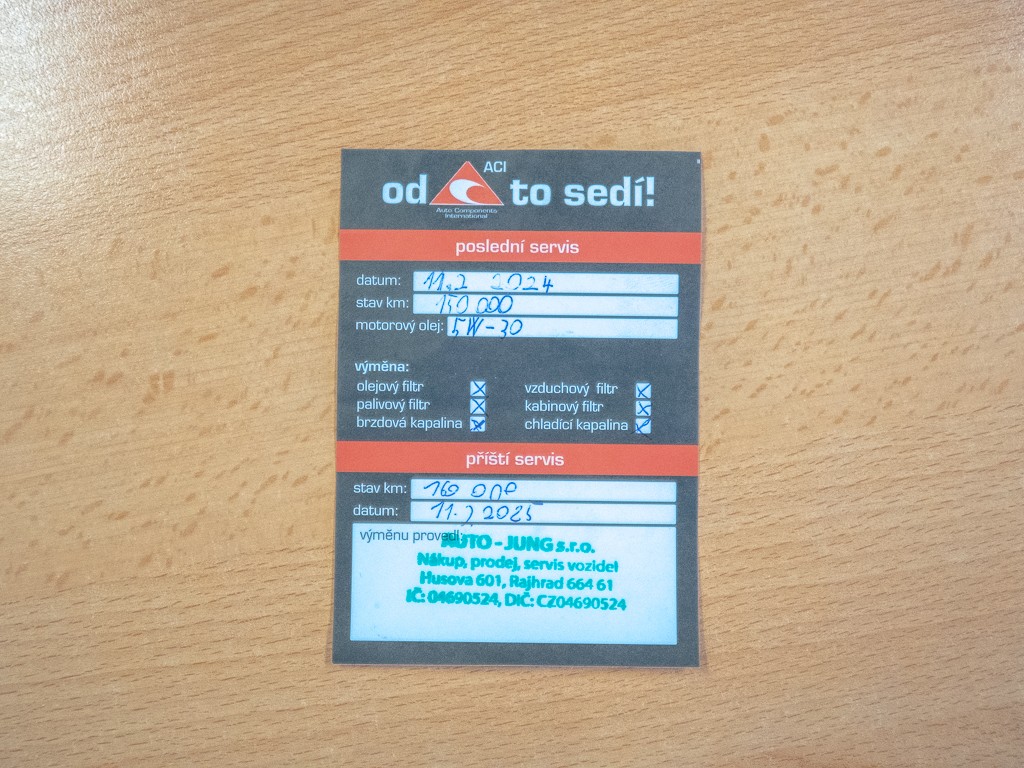 ACI
od to sedí!
Auto Components
International
poslední servis
datum: 11.2 2024
stav km: 150 000
motorový olej: 5W-30
výměna:
olejový filtr vzduchový filtr
palivový filtr kabinový filtr
brzdová kapalina chladící kapalina
příští servis
stav km: 160 000
datum: 11.2 2025
výměnu provedl:
AUTO - JUNG s.r.o.
Nákup, prodej, servis vozidel
Husova 601, Rajhrad 664 61
IČ: 04690524, DIČ: CZ04690524